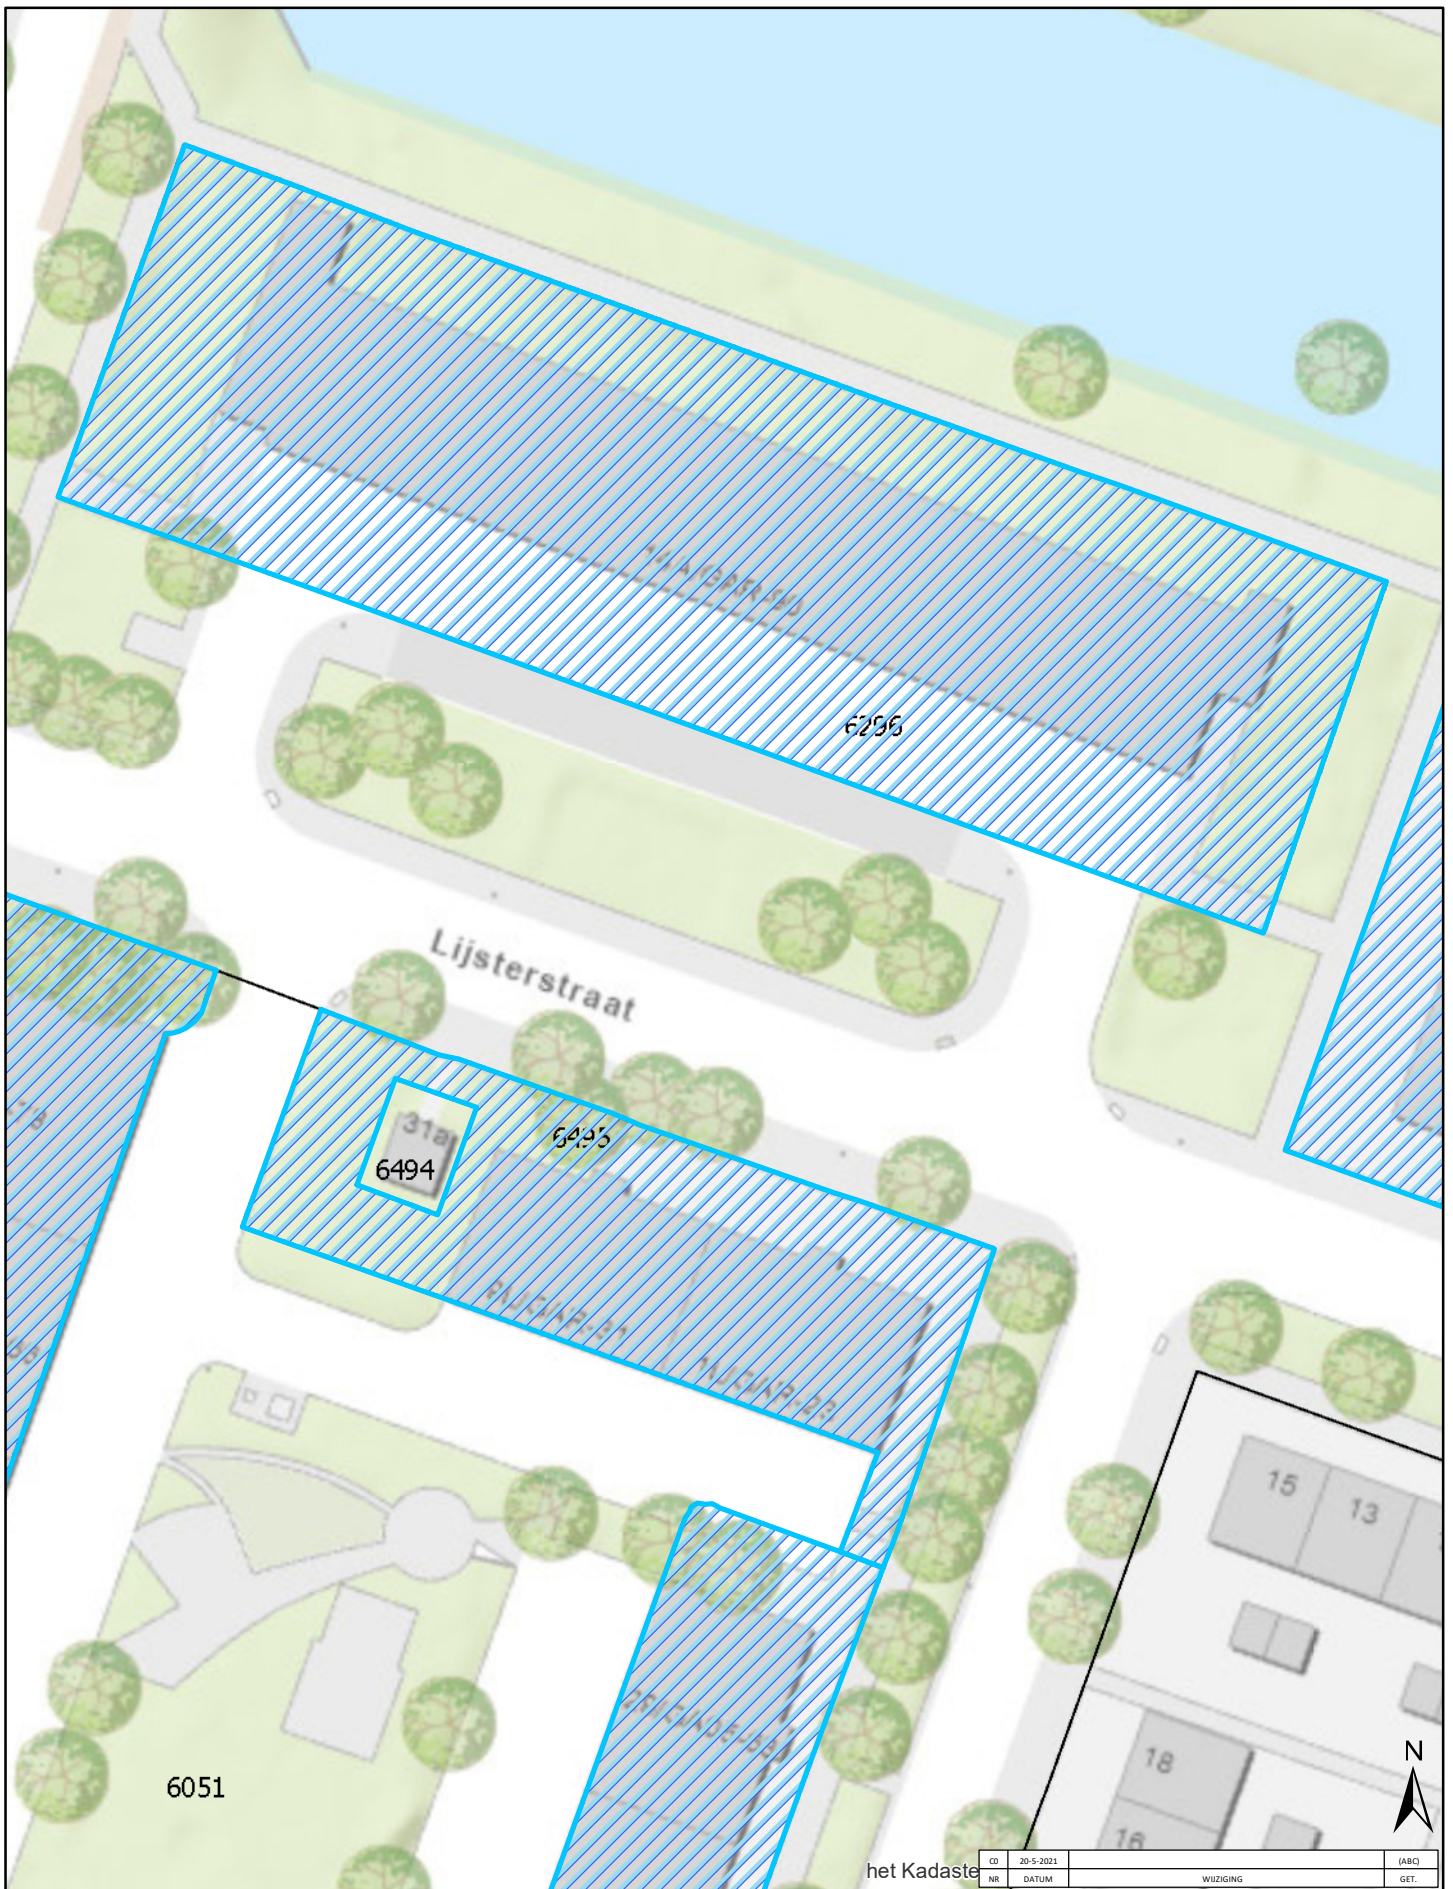 6296
Lijsterstraat
31a
6494
6495
15
13
18
16
6051
N
het Kadaste
C0 20-5-2021 (ABC)
NR DATUM WIJZIGING GET.